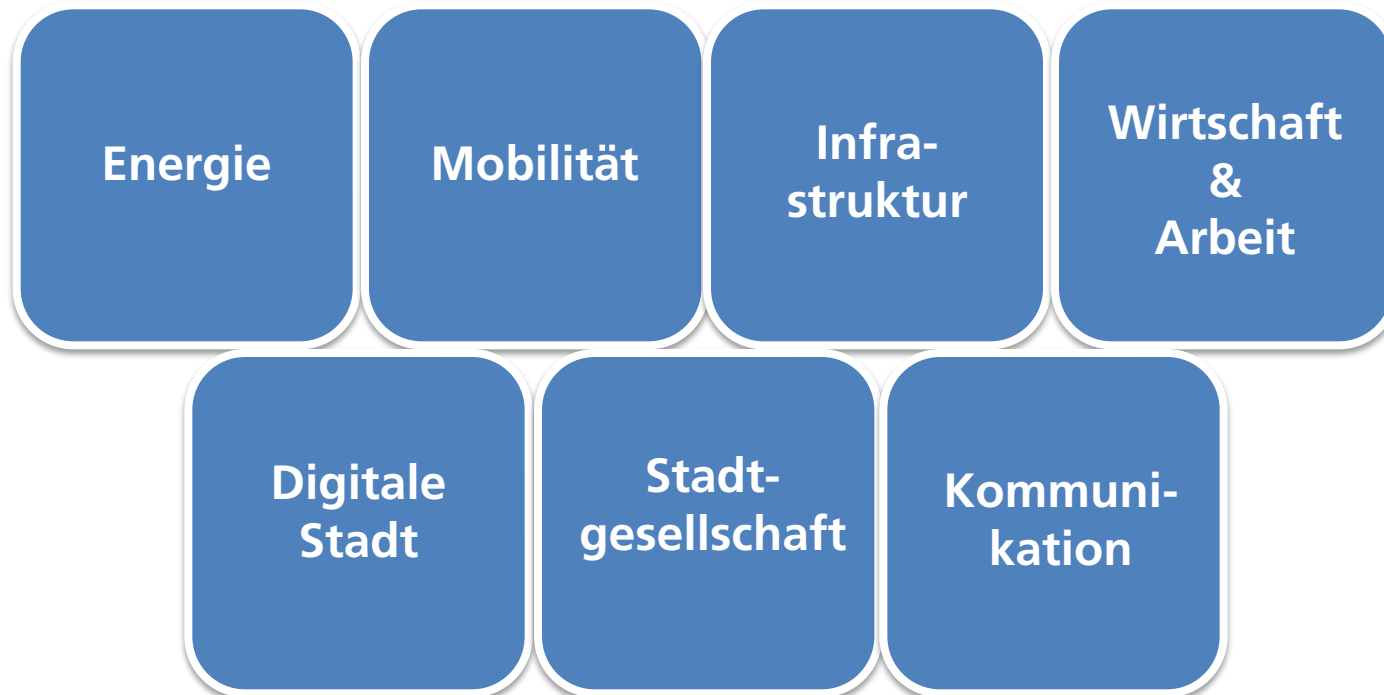 Energie
Mobilität
Infra-
struktur
Wirtschaft
&
Arbeit
Digitale
Stadt
Stadt-
gesellschaft
Kommuni-
kation